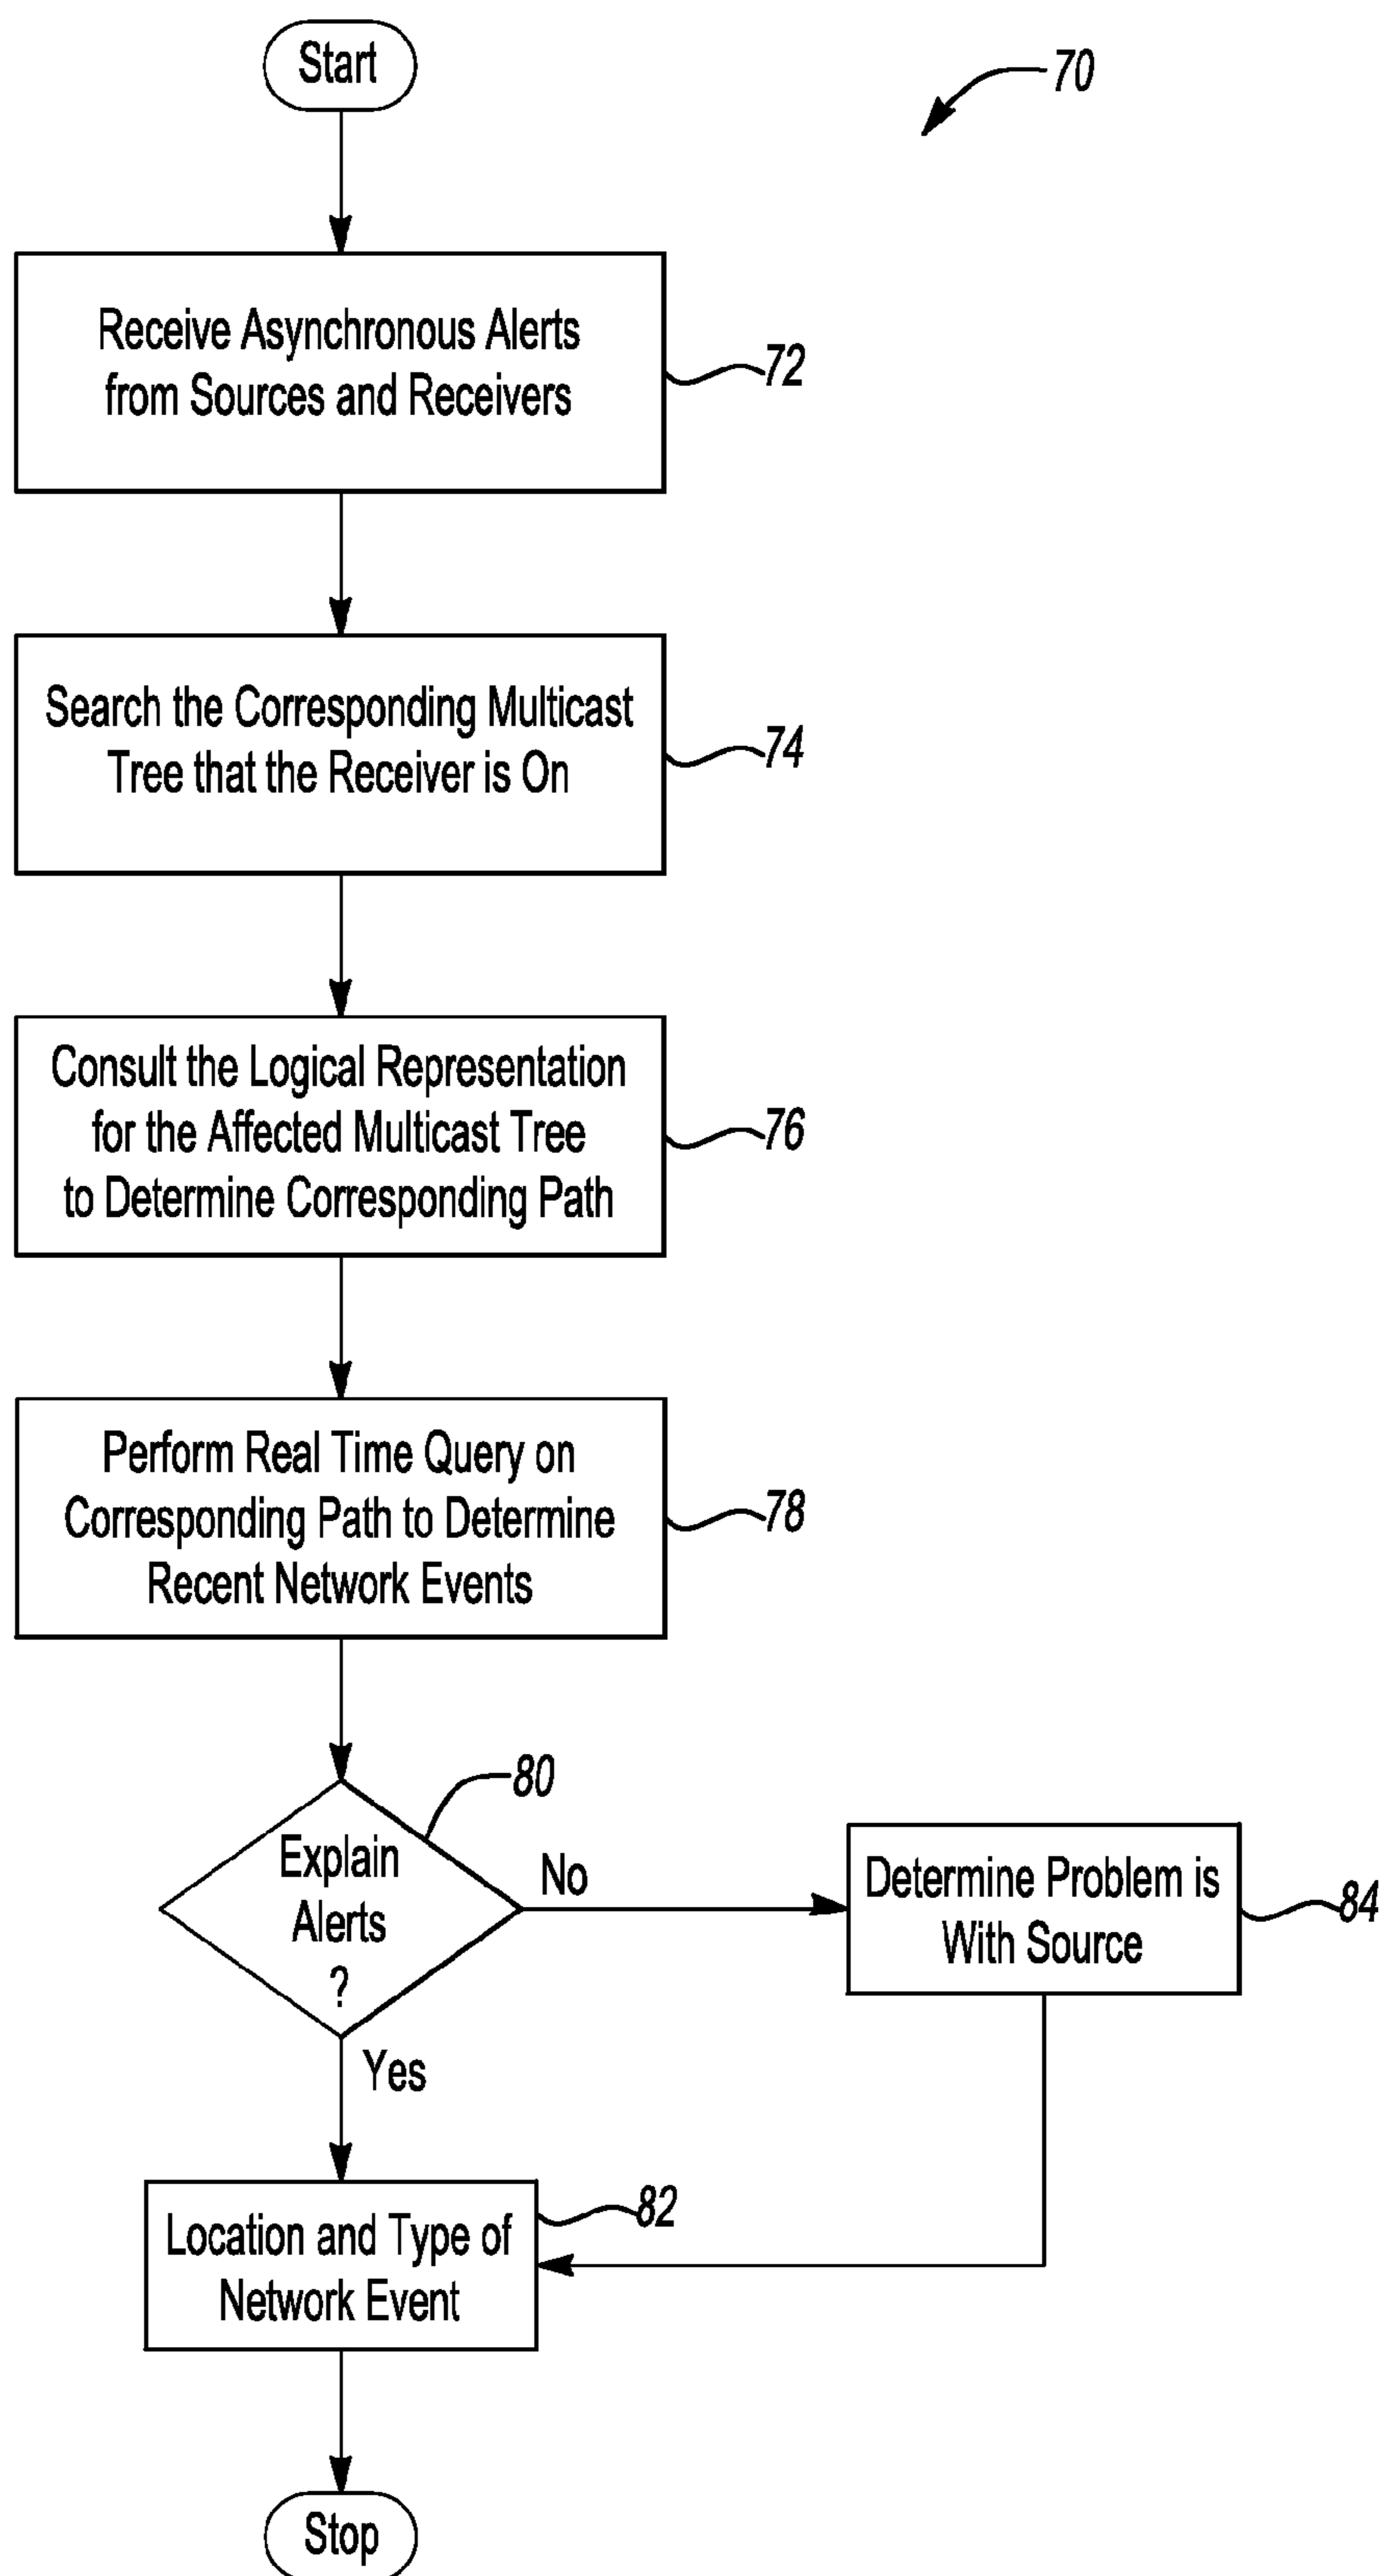 Start
70
Receive Asynchronous Alerts
from Sources and Receivers
72
Search the Corresponding Multicast
Tree that the Receiver is On
74
Consult the Logical Representation
for the Affected Multicast Tree
to Determine Corresponding Path
76
Perform Real Time Query on
Corresponding Path to Determine
Recent Network Events
78
80
Explain
Alerts
?
No
Determine Problem is
With Source
84
Yes
82
Location and Type of
Network Event
Stop